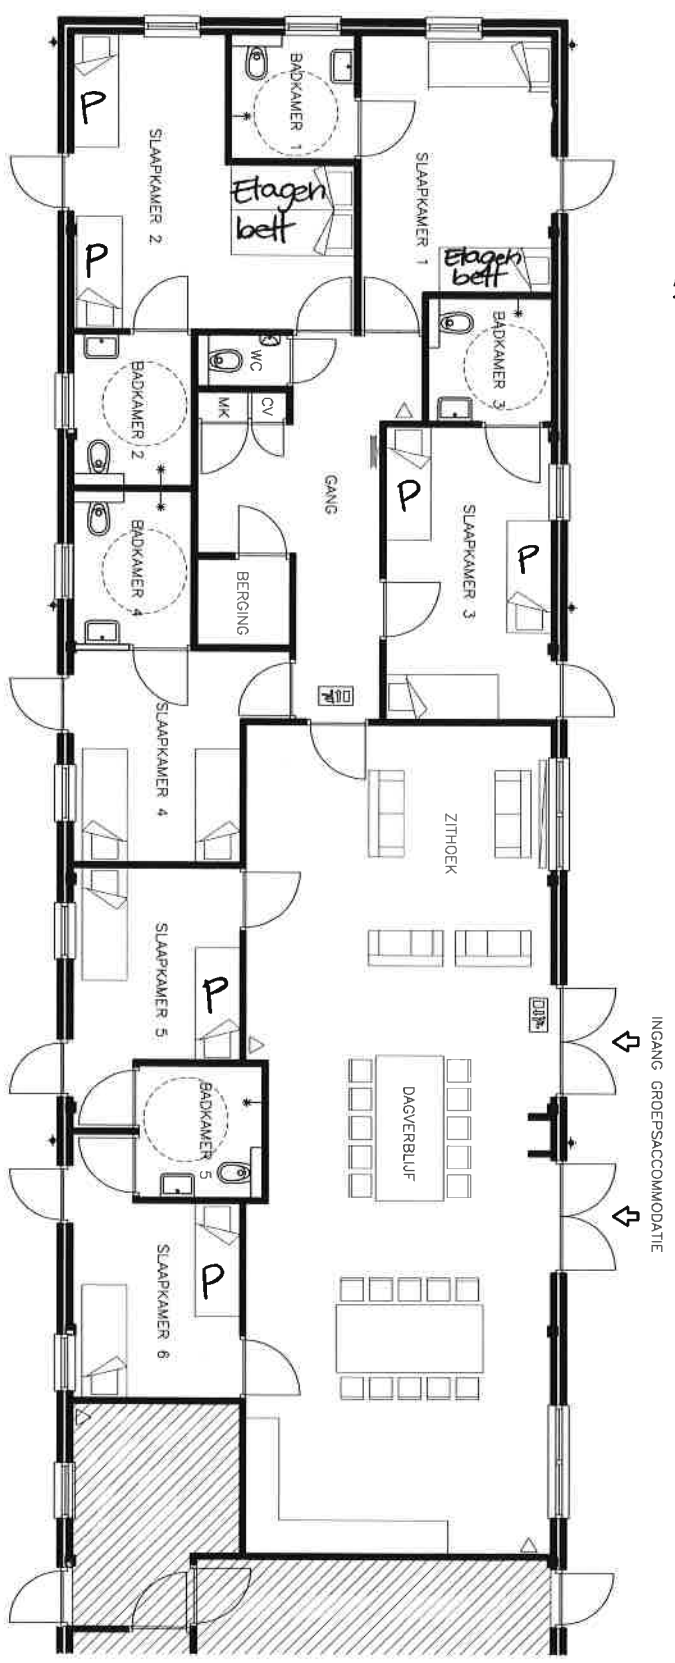 BADKAMER 1
P
SLAAPKAMER 2
SLAAPKAMER 1
Etagen
bett
P
Etagen
bett
BADKAMER 3
WC
BADKAMER 2
MK
CV
GANG
P
SLAAPKAMER 3
P
BADKAMER 4
BERGING
SLAAPKAMER 4
ZITHOEK
SLAAPKAMER 5
P
INGANG GROEPSACCOMMODATIE
BADKAMER 5
DAGVERBLIJF
SLAAPKAMER 6
P